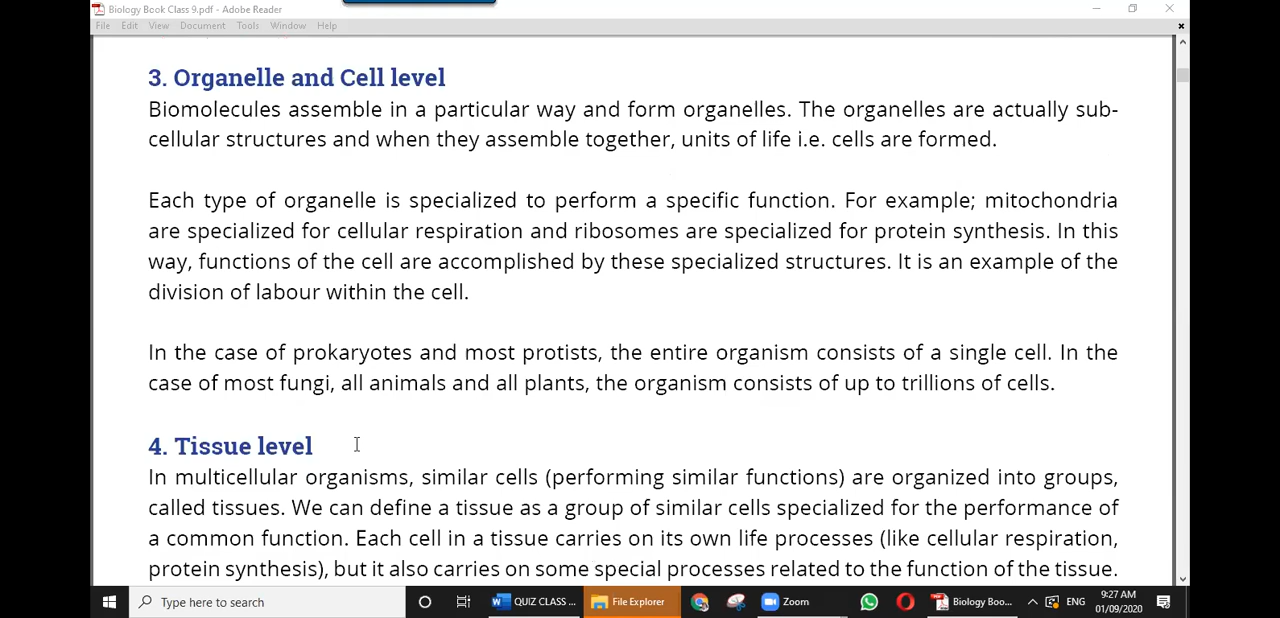 Biology Book Class 9.pdf - Adobe Reader
File Edit View Document Tools Window Help
3. Organelle and Cell level
Biomolecules assemble in a particular way and form organelles. The organelles are actually sub-
cellular structures and when they assemble together, units of life i.e. cells are formed.
Each type of organelle is specialized to perform a specific function. For example; mitochondria
are specialized for cellular respiration and ribosomes are specialized for protein synthesis. In this
way, functions of the cell are accomplished by these specialized structures. It is an example of the
division of labour within the cell.
In the case of prokaryotes and most protists, the entire organism consists of a single cell. In the
case of most fungi, all animals and all plants, the organism consists of up to trillions of cells.
4. Tissue level
In multicellular organisms, similar cells (performing similar functions) are organized into groups,
called tissues. We can define a tissue as a group of similar cells specialized for the performance of
a common function. Each cell in a tissue carries on its own life processes (like cellular respiration,
protein synthesis), but it also carries on some special processes related to the function of the tissue.
Type here to search QUIZ CLASS ... File Explorer Zoom Biology Boo... ENG 9:27 AM
01/09/2020